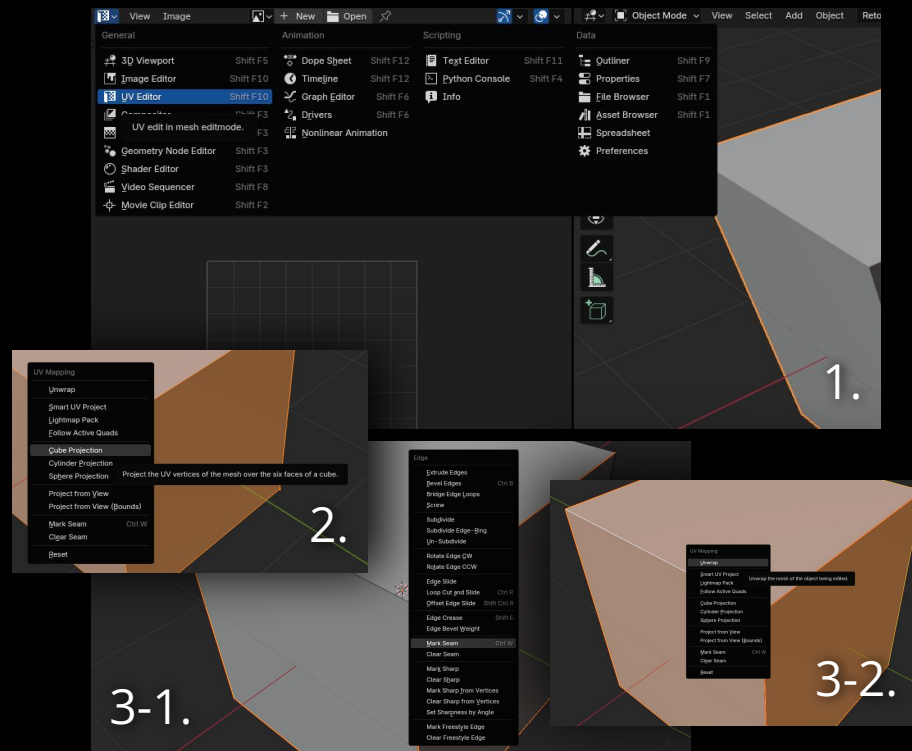 View Image + New Open Object Mode View Select Add Object Reto
General Animation Scripting Data
3D Viewport Shift F5
Image Editor Shift F10
UV Editor Shift F10
Compositor Shift F3
UV edit in mesh editmode.
F3
Geometry Node Editor Shift F3
Shader Editor Shift F3
Video Sequencer Shift F8
Movie Clip Editor Shift F2
Dope Sheet Shift F12
Timeline Shift F12
Graph Editor Shift F6
Drivers Shift F6
Nonlinear Animation
Text Editor Shift F11
Python Console Shift F4
Info
Outliner Shift F9
Properties Shift F7
File Browser Shift F1
Asset Browser Shift F1
Spreadsheet
Preferences
1.
UV Mapping
Unwrap
Smart UV Project
Lightmap Pack
Follow Active Quads
Cube Projection
Cylinder Projection
Sphere Projection
Project the UV vertices of the mesh over the six faces of a cube.
Project from View
Project from View (Bounds)
Mark Seam Ctrl W
Clear Seam
Reset
2.
Edge
Extrude Edges
Bevel Edges Ctrl B
Bridge Edge Loops
Screw
Subdivide
Subdivide Edge-Ring
Un-Subdivide
Rotate Edge CW
Rotate Edge CCW
Edge Slide
Loop Cut and Slide Ctrl R
Offset Edge Slide Shift Ctrl R
Edge Crease Shift E
Edge Bevel Weight
Mark Seam Ctrl W
Clear Seam
Mark Sharp
Clear Sharp
Mark Sharp from Vertices
Clear Sharp from Vertices
Set Sharpness by Angle
Mark Freestyle Edge
Clear Freestyle Edge
3-1.
UV Mapping
Unwrap
Unwrap the mesh of the object being edited.
Smart UV Project
Lightmap Pack
Follow Active Quads
Cube Projection
Cylinder Projection
Sphere Projection
Project from View
Project from View (Bounds)
Mark Seam Ctrl W
Clear Seam
Reset
3-2.